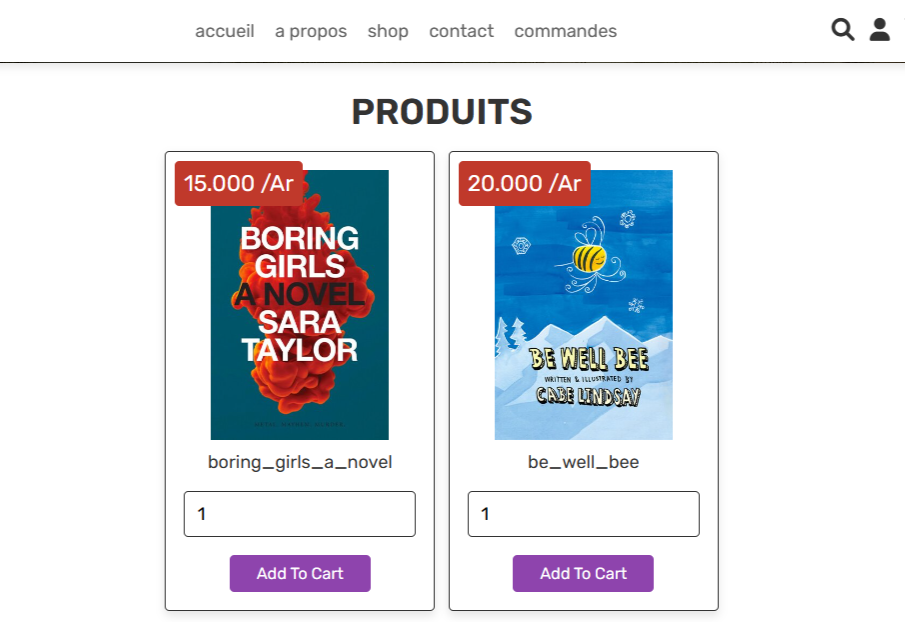 accueil a propos shop contact commandes
PRODUITS
15.000 /Ar
BORING
GIRLS
A NOVEL
SARA
TAYLOR
boring_girls_a_novel
1
Add To Cart
20.000 /Ar
BE WELL BEE
WRITTEN & ILLUSTRATED BY
CABE LINDSAY
be_well_bee
1
Add To Cart